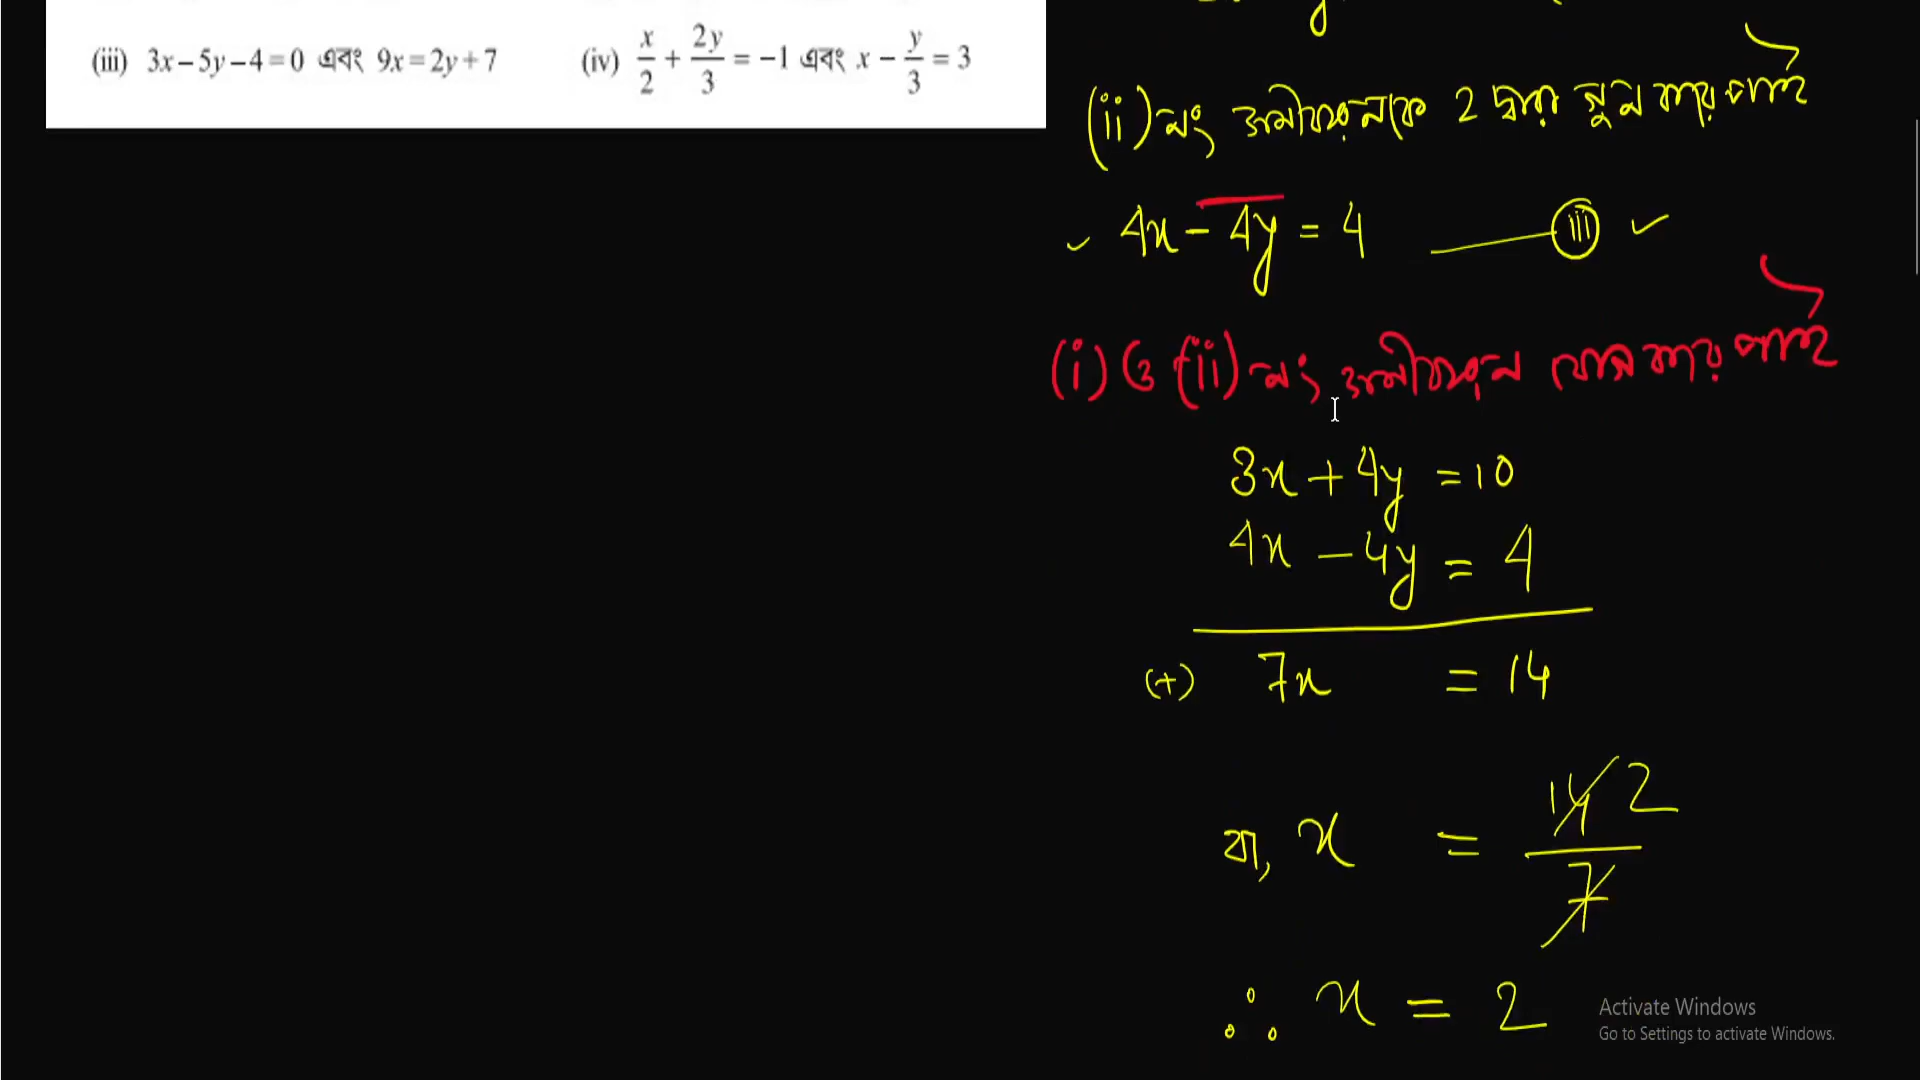 (iii) 3x−5y−4=0 এবং 9x=2y+7 (iv) x/2 + 2y/3 = −1 এবং x − y/3 = 3
(ii) নং সমীকরণকে 2 দ্বারা গুন করে পাই
4x − 4y = 4 (iii)
(i) ও (ii) নং সমীকরণ যোগ করে পাই
3x + 4y = 10
4x − 4y = 4
(+) 7x = 14
বা, x = 14/7 2
∴ x = 2
Activate Windows
Go to Settings to activate Windows.